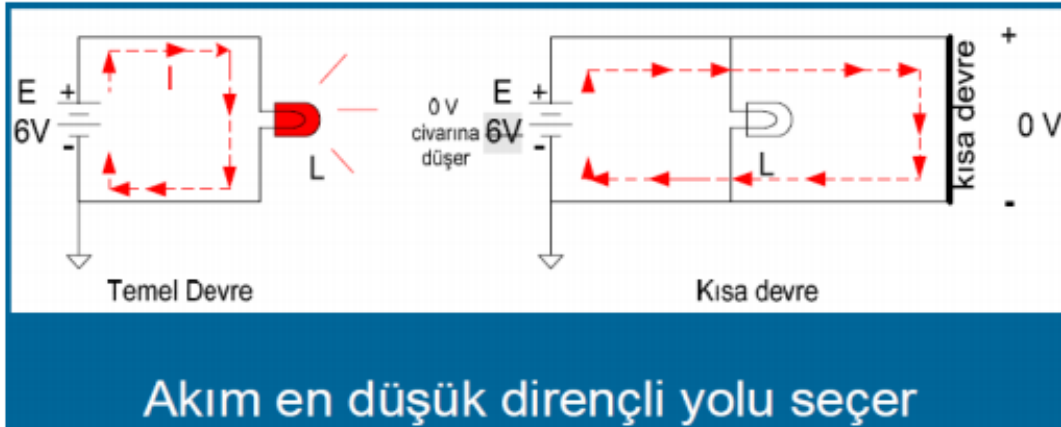 E
+
6V
-
I
L
Temel Devre
0 V
civarına
düşer
E
+
6V
-
L
kısa devre
+
0 V
-
Kısa devre
Akım en düşük dirençli yolu seçer